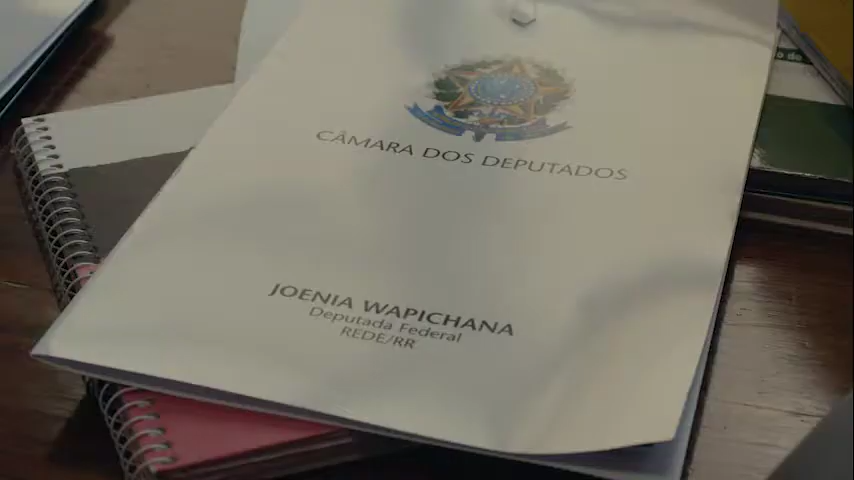 CÂMARA DOS DEPUTADOS
JOENIA WAPICHANA
Deputada Federal
REDE/RR